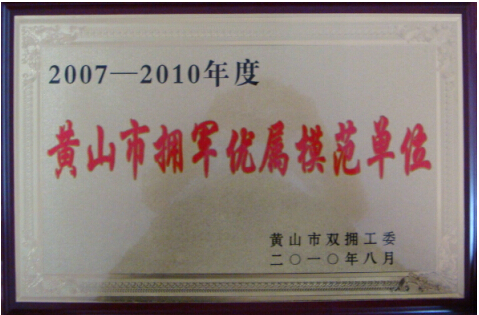 2007—2010年度
黄山市拥军优属模范单位
黄山市双拥工委
二〇一〇年八月